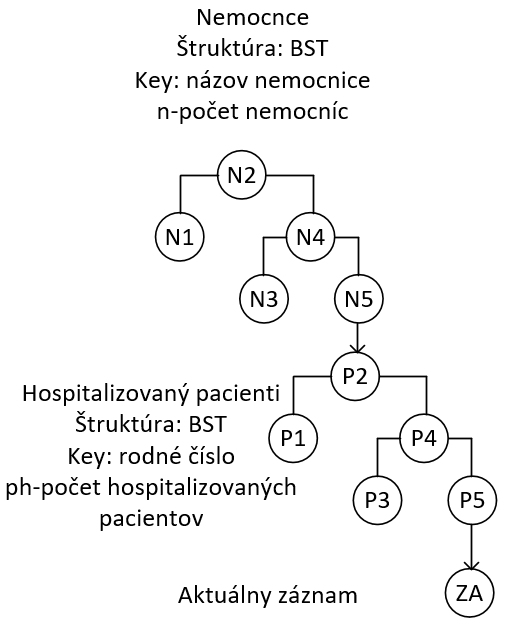 Nemocnce
Štruktúra: BST
Key: názov nemocnice
n-počet nemocníc
N2
N1
N4
N3
N5
P2
Hospitalizovaný pacienti
Štruktúra: BST
Key: rodné číslo
ph-počet hospitalizovaných
pacientov
P1
P4
P3
P5
Aktuálny záznam
ZA